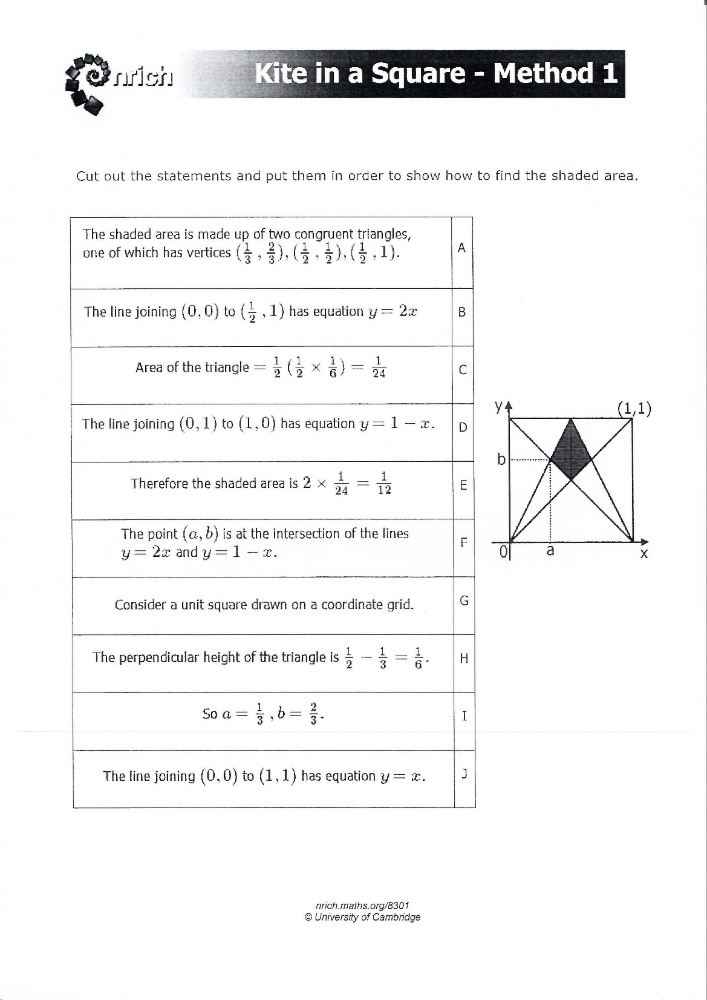 nrich
Kite in a Square - Method 1
Cut out the statements and put them in order to show how to find the shaded area.
The shaded area is made up of two congruent triangles,
one of which has vertices (1/3, 2/3), (1/2, 1/2), (1/2, 1).
A
The line joining (0, 0) to (1/2, 1) has equation y = 2x
B
Area of the triangle = 1/2 (1/2 × 1/6) = 1/24
C
The line joining (0, 1) to (1, 0) has equation y = 1 − x.
D
Therefore the shaded area is 2 × 1/24 = 1/12
E
The point (a, b) is at the intersection of the lines
y = 2x and y = 1 − x.
F
Consider a unit square drawn on a coordinate grid.
G
The perpendicular height of the triangle is 1/2 − 1/3 = 1/6.
H
So a = 1/3, b = 2/3.
I
The line joining (0, 0) to (1, 1) has equation y = x.
J
y
(1,1)
b
0
a
x
nrich.maths.org/8301
© University of Cambridge